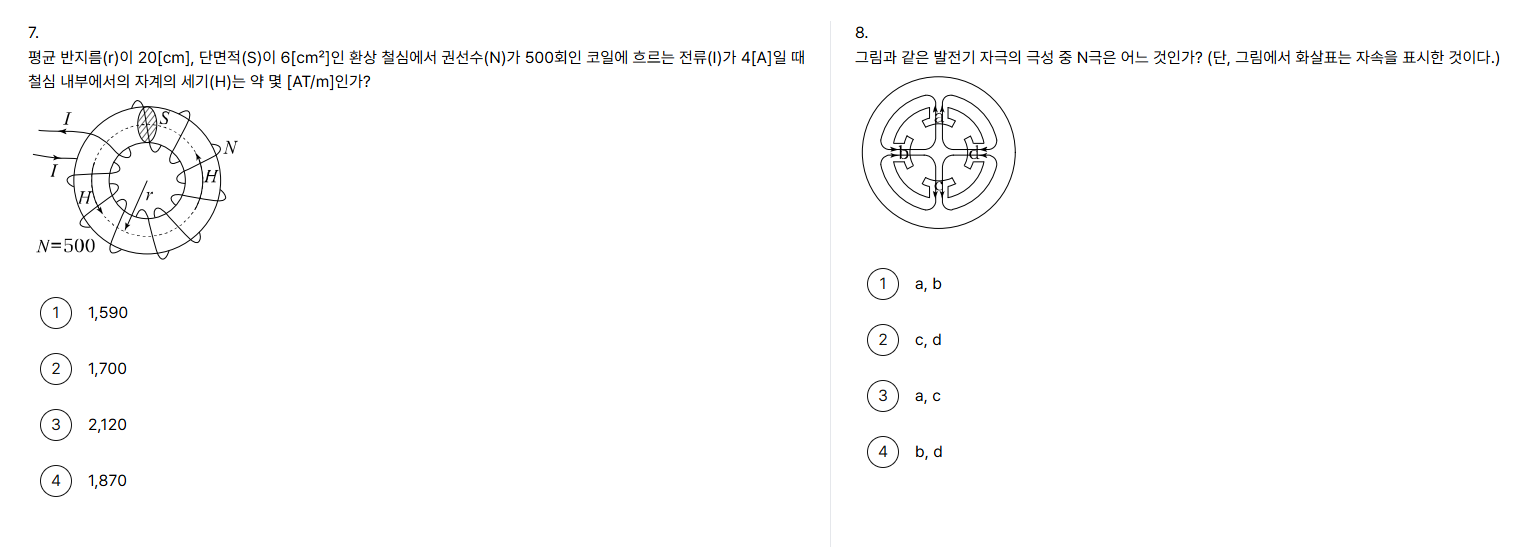 7.
평균 반지름(r)이 20[cm], 단면적(S)이 6[cm²]인 환상 철심에서 권선수(N)가 500회인 코일에 흐르는 전류(I)가 4[A]일 때
철심 내부에서의 자계의 세기(H)는 약 몇 [AT/m]인가?
I
S
N
I
H
H
r
N=500
1 1,590
2 1,700
3 2,120
4 1,870
8.
그림과 같은 발전기 자극의 극성 중 N극은 어느 것인가? (단, 그림에서 화살표는 자속을 표시한 것이다.)
a
b
d
c
1 a, b
2 c, d
3 a, c
4 b, d